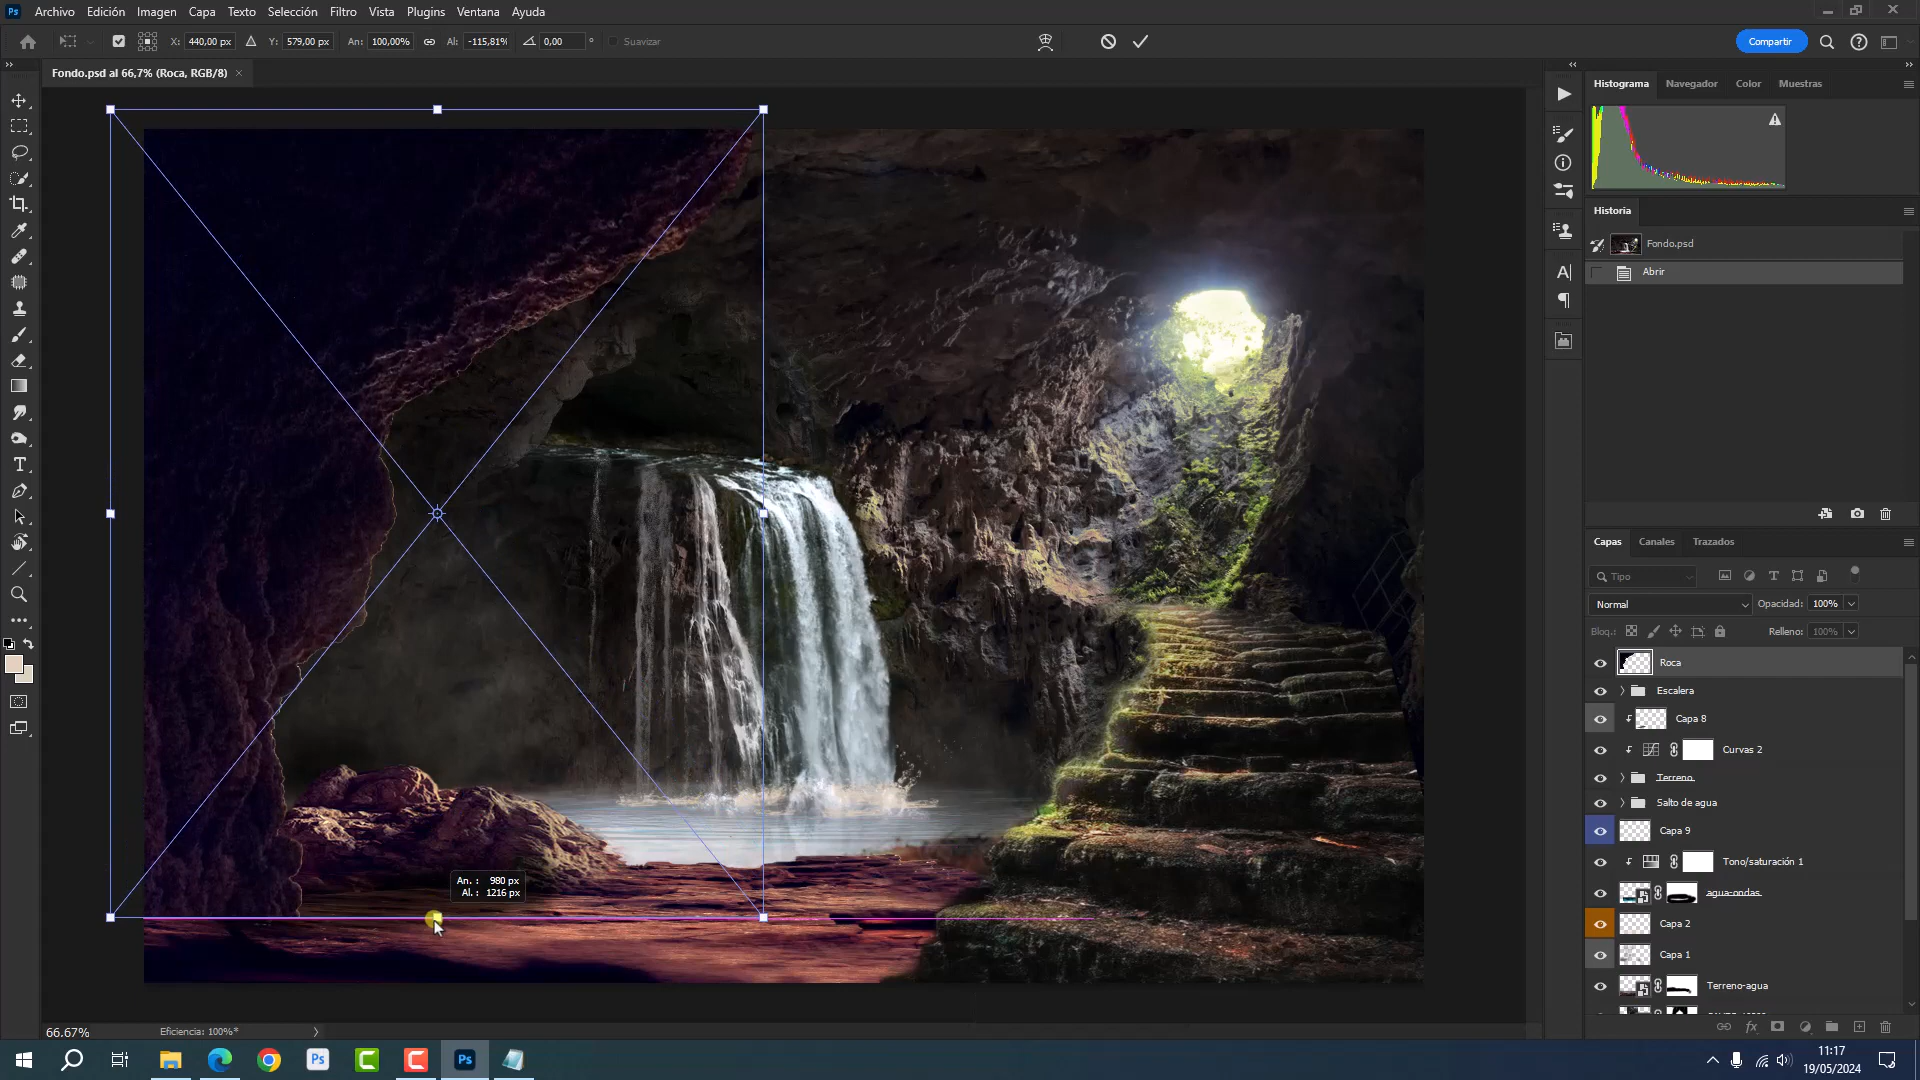 Archivo Edición Imagen Capa Texto Selección Filtro Vista Plugins Ventana Ayuda
X: 440,00 px Y: 579,00 px An: 100,00% Al: -115,81% 0,00 ° Suavizar Compartir
Fondo.psd al 66,7% (Roca, RGB/8) ×
Histograma Navegador Color Muestras
Historia
Fondo.psd
Abrir
Capas Canales Trazados
Tipo
Normal Opacidad: 100%
Bloq.: Relleno: 100%
Roca
Escalera
Capa 8
Curvas 2
Terreno
Salto de agua
Capa 9
Tono/saturación 1
agua-ondas
Capa 2
Capa 1
Terreno-agua
An. : 980 px
Al. : 1216 px
66.67% Eficiencia: 100%*
11:17
19/05/2024